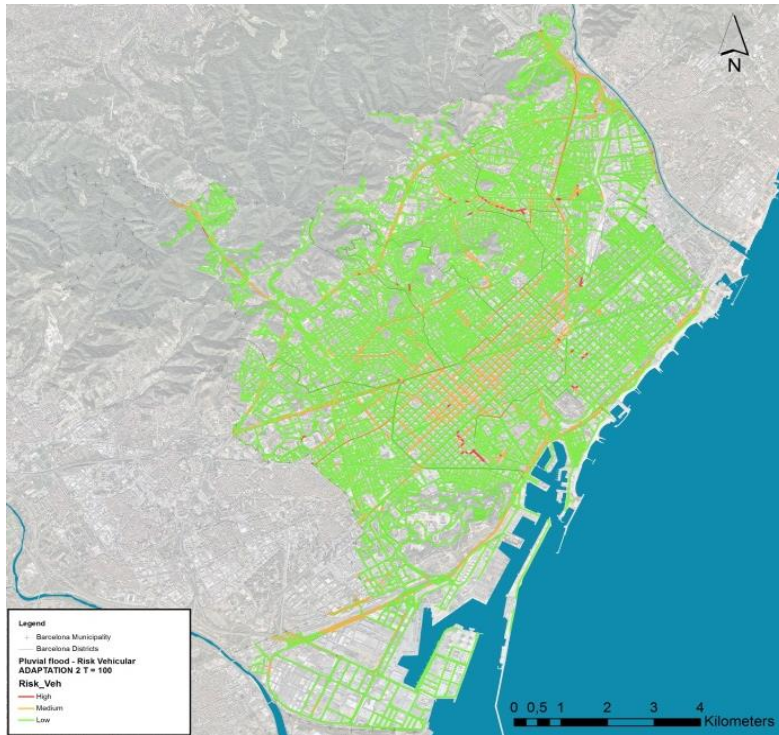 N
Legend
Barcelona Municipality
Barcelona Districts
Pluvial flood - Risk Vehicular
ADAPTATION 2 T = 100
Risk_Veh
High
Medium
Low
0 0,5 1 2 3 4
Kilometers